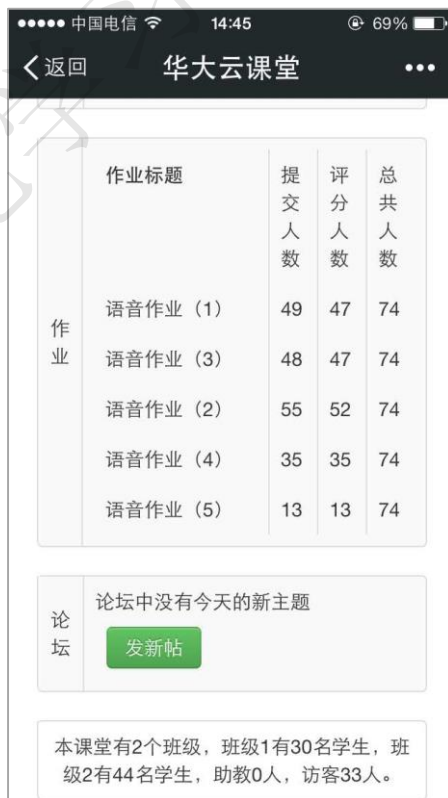 中国电信 14:45 69%
返回 华大云课堂
作业标题 提交人数 评分人数 总共人数
作业
语音作业（1） 49 47 74
语音作业（3） 48 47 74
语音作业（2） 55 52 74
语音作业（4） 35 35 74
语音作业（5） 13 13 74
论坛
论坛中没有今天的新主题
发新帖
本课堂有2个班级，班级1有30名学生，班
级2有44名学生，助教0人，访客33人。